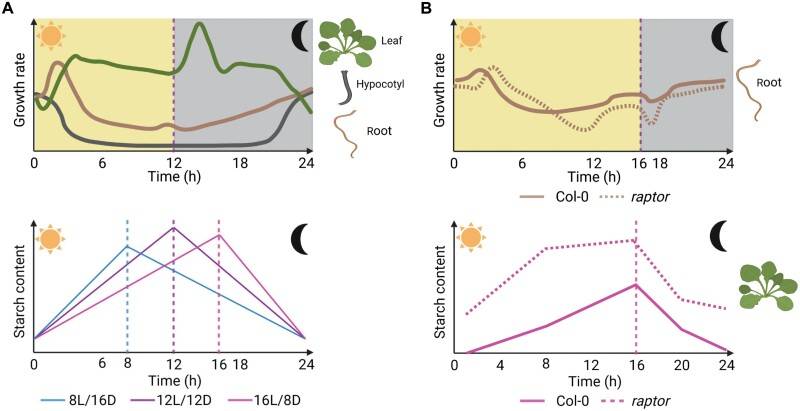 A
Growth rate
Leaf
Hypocotyl
Root
0 6 12 18 24
Time (h)
Starch content
0 6 8 12 16 18 24
Time (h)
8L/16D 12L/12D 16L/8D
B
Growth rate
Root
0 6 12 16 18 24
Time (h)
Col-0 raptor
Starch content
0 4 8 12 16 20 24
Time (h)
Col-0 raptor